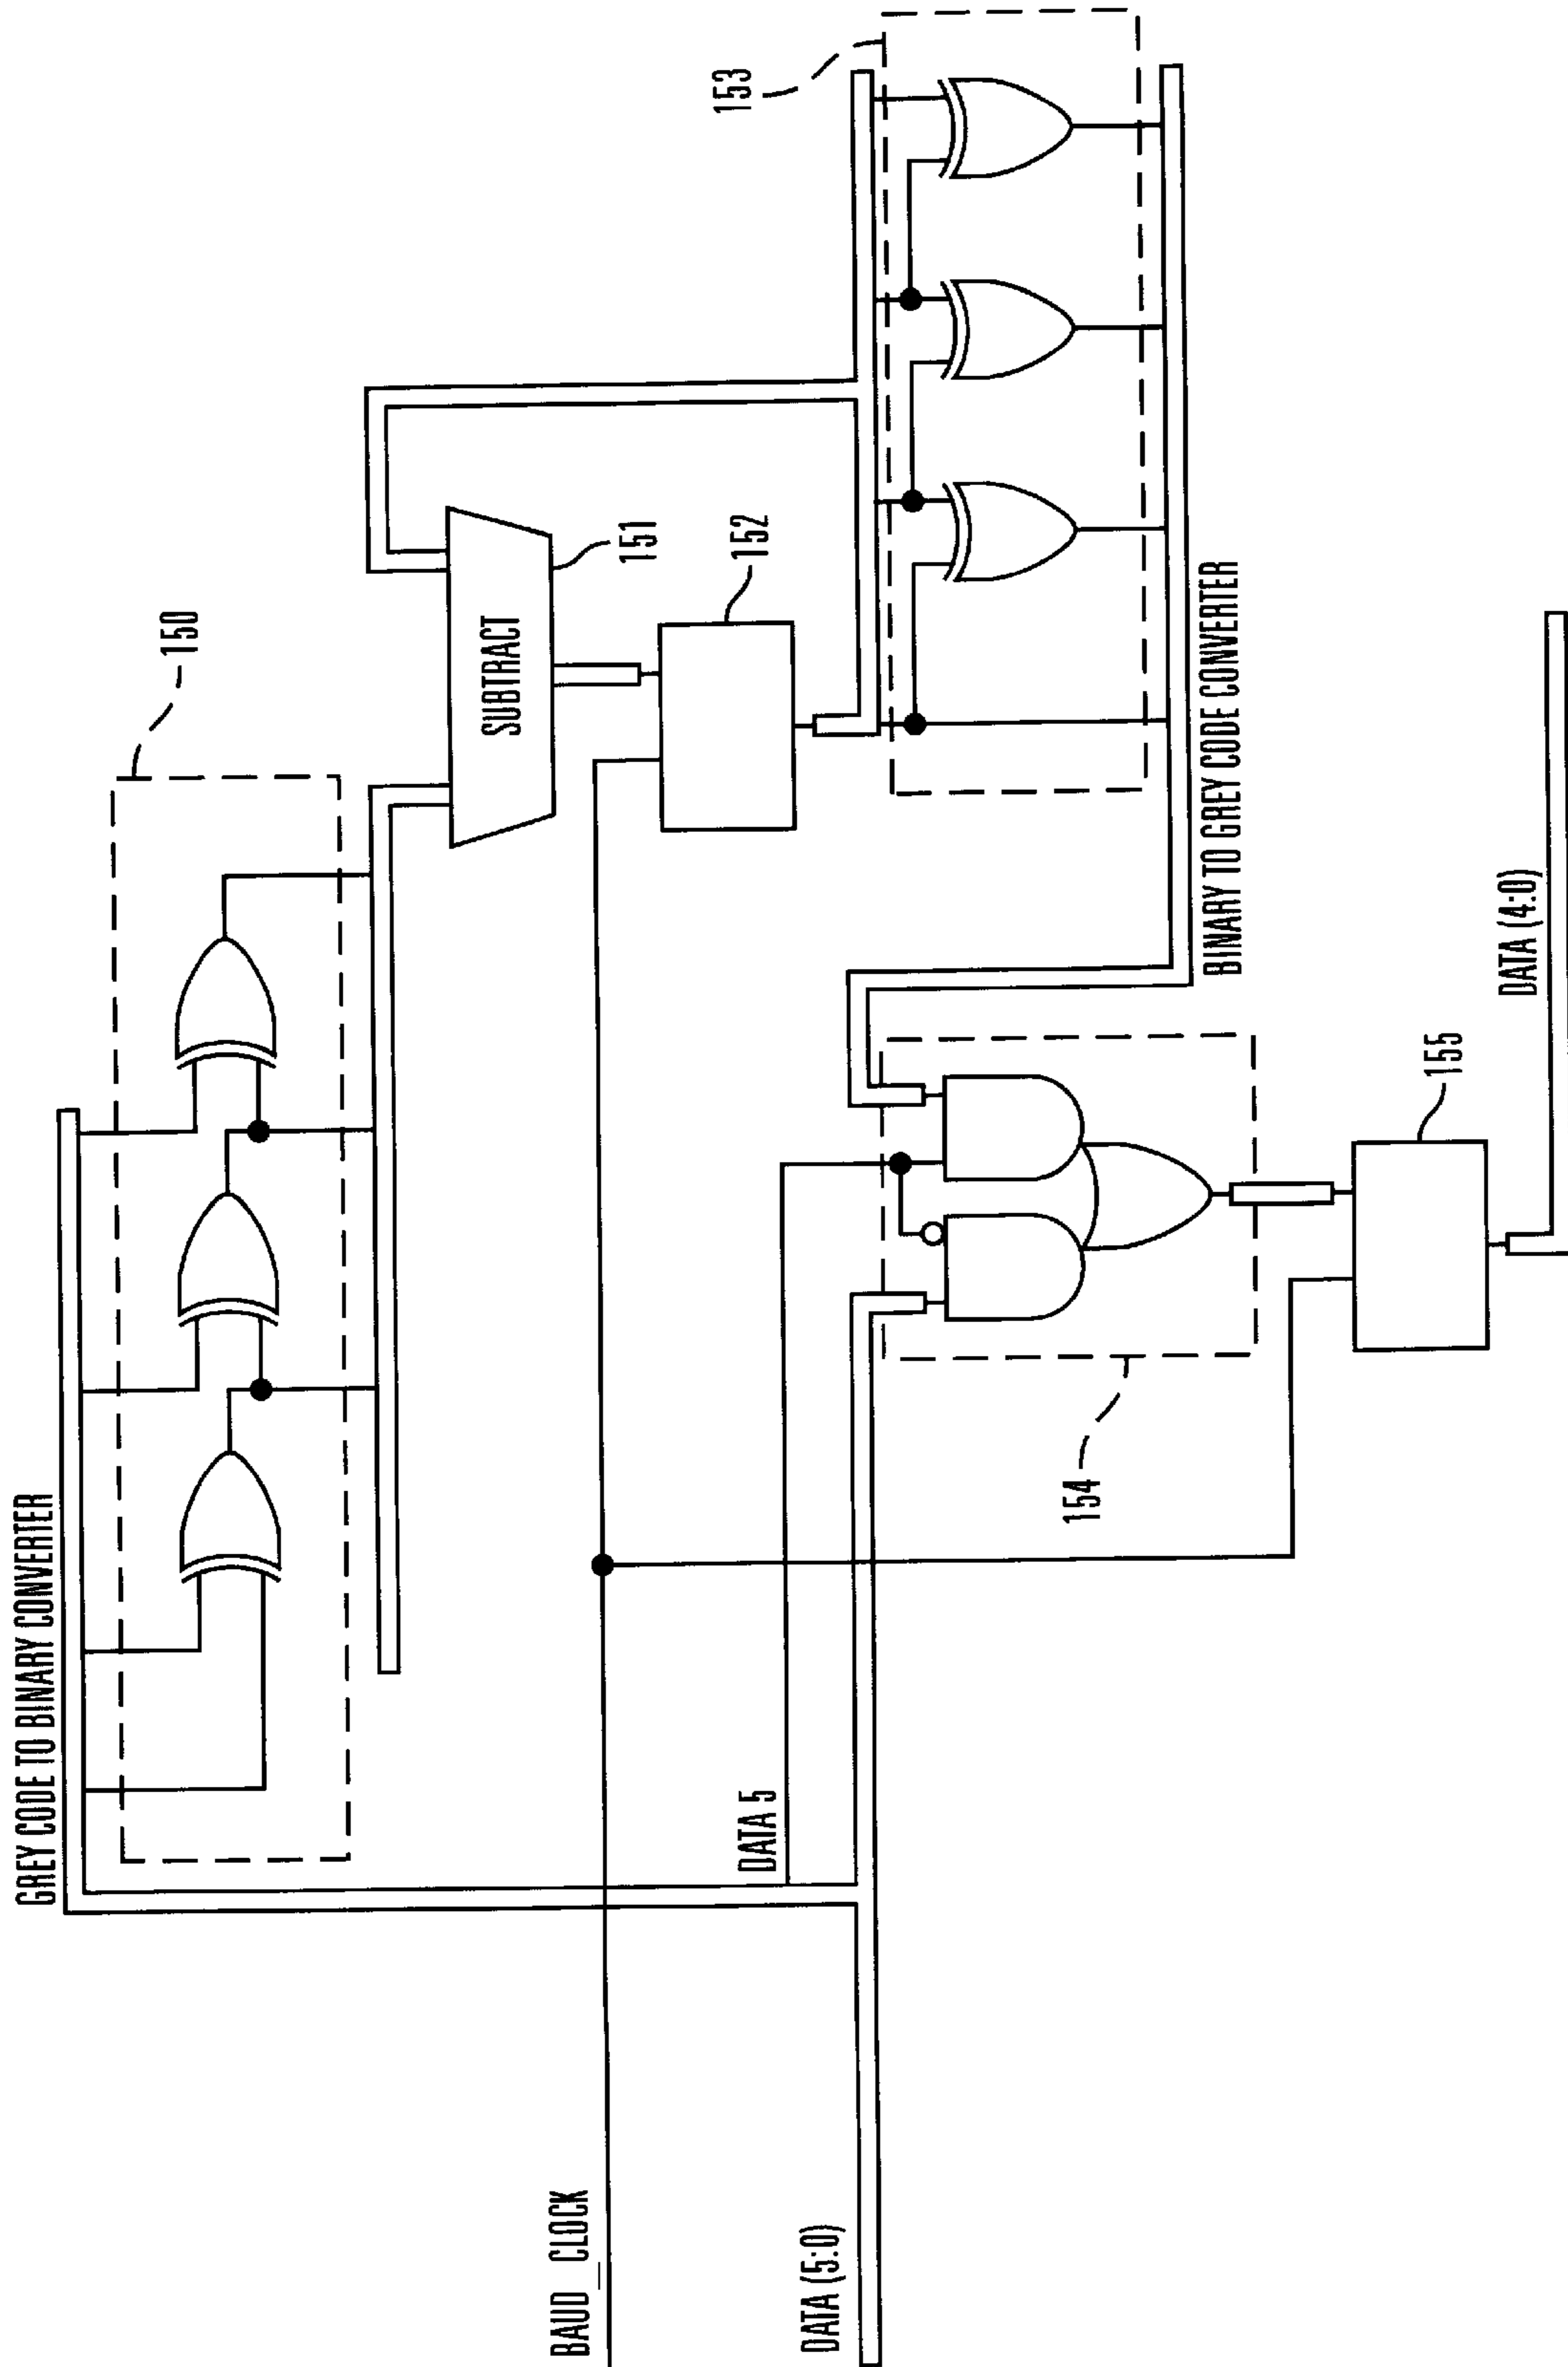 GREY CODE TO BINARY CONVERTER
150
SUBTRACT
151
BAUD_CLOCK
152
DATA 5
DATA (5:0)
153
154
BINARY TO GREY CODE CONVERTER
155
DATA (4:0)